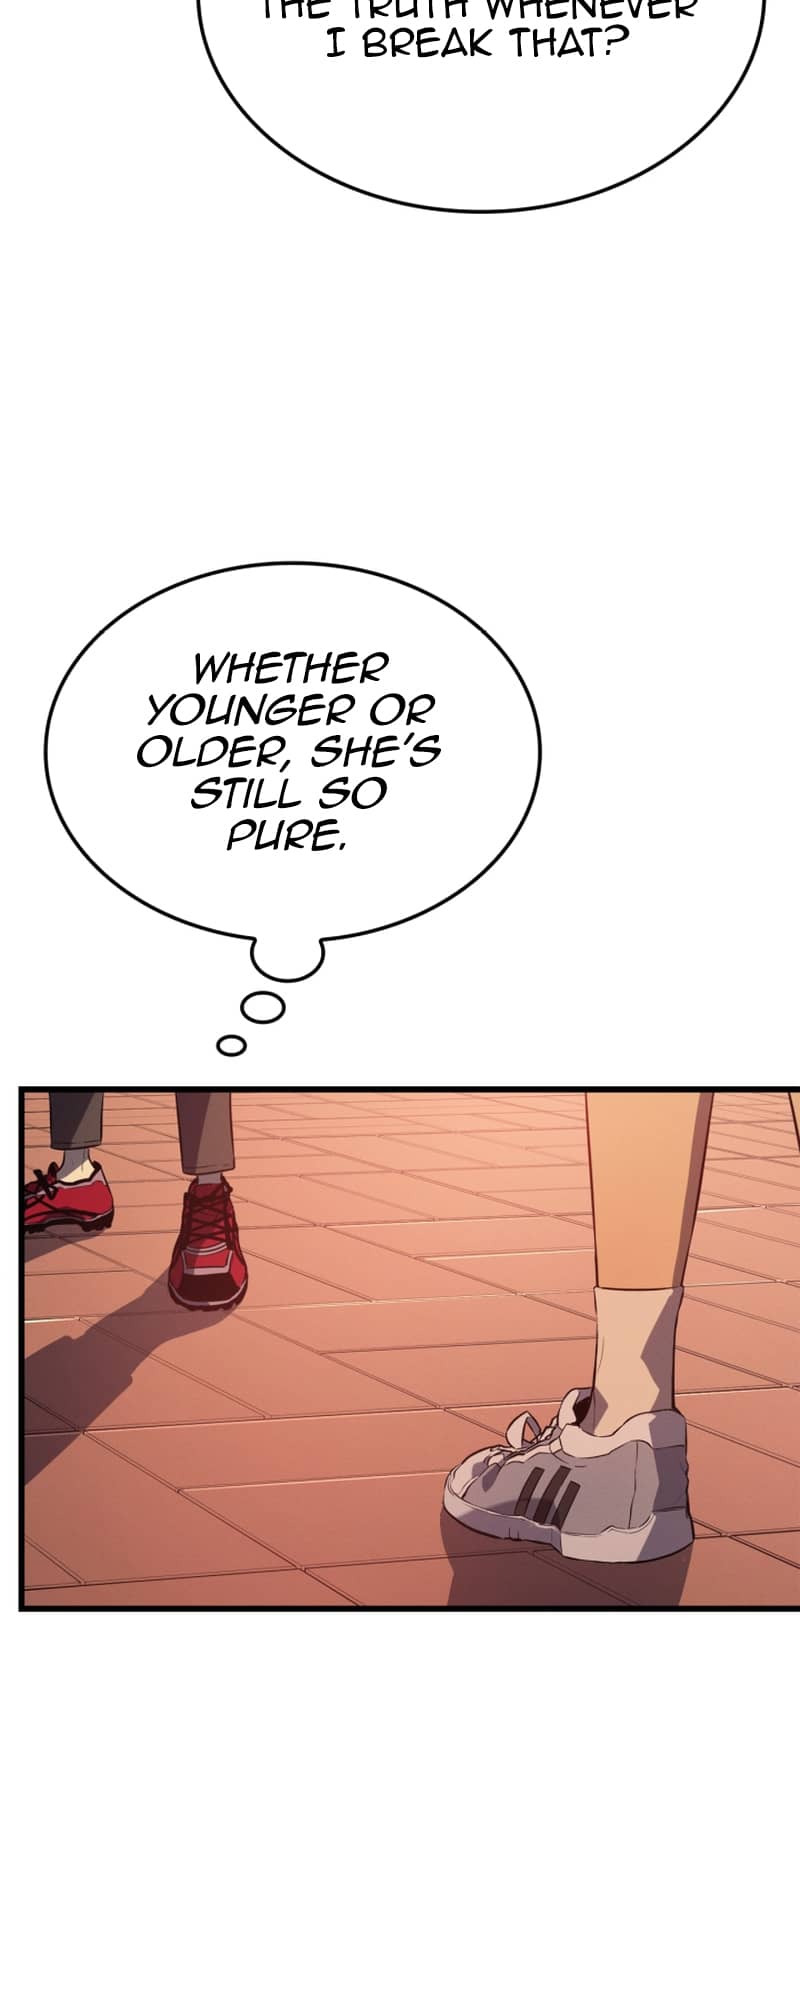 THE TRUTH WHENEVER
I BREAK THAT?
WHETHER
YOUNGER OR
OLDER, SHE'S
STILL SO
PURE.